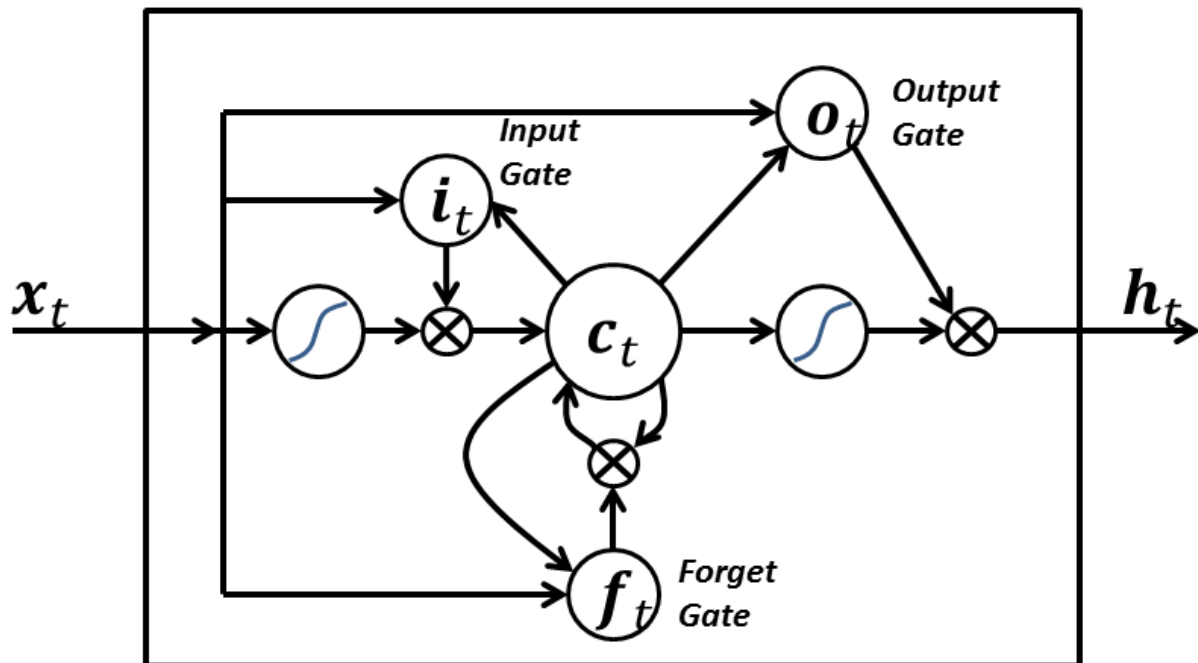 o_t
Output
Gate
Input
Gate
i_t
x_t
c_t
h_t
f_t
Forget
Gate